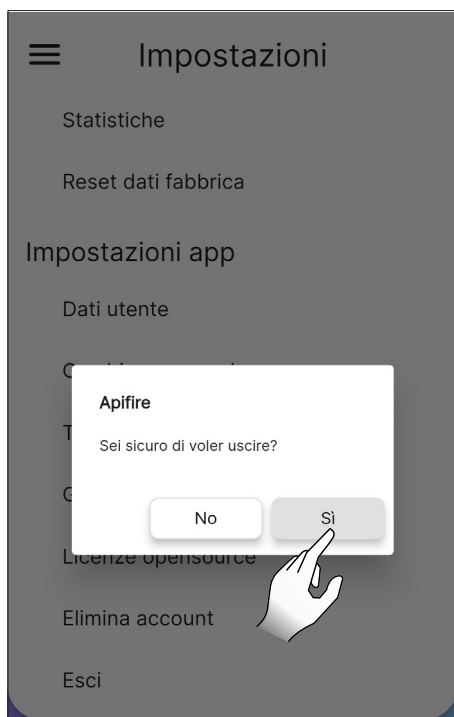 Impostazioni
Statistiche
Reset dati fabbrica
Impostazioni app
Dati utente
Apifire
Sei sicuro di voler uscire?
No
Sì
Licenze opensource
Elimina account
Esci